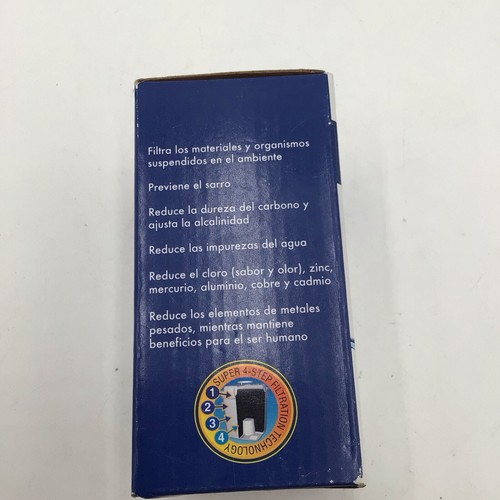 Filtra los materiales y organismos
suspendidos en el ambiente
Previene el sarro
Reduce la dureza del carbono y
ajusta la alcalinidad
Reduce las impurezas del agua
Reduce el cloro (sabor y olor), zinc,
mercurio, aluminio, cobre y cadmio
Reduce los elementos de metales
pesados, mientras mantiene
beneficios para el ser humano
SUPER 4-STEP FILTRATION TECHNOLOGY
1
2
3
4